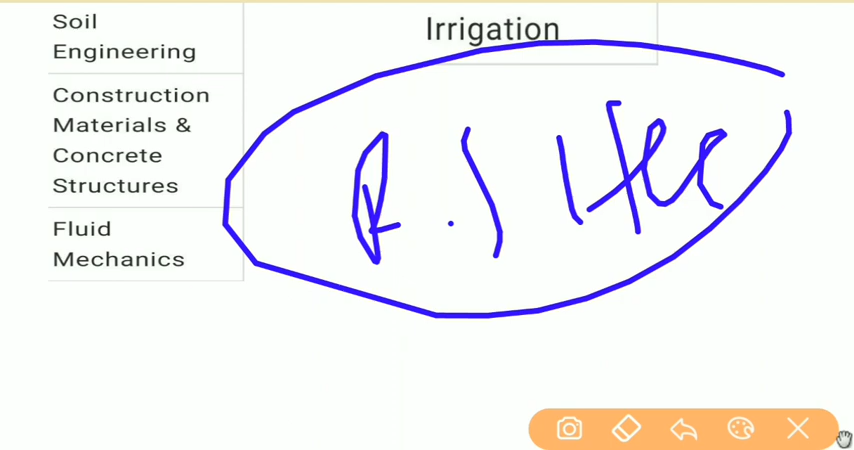 Soil
Engineering
Irrigation
Construction
Materials &
Concrete
Structures
Fluid
Mechanics